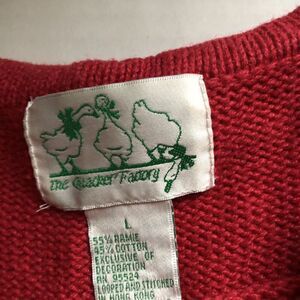 The Quacker Factory
L
55% RAMIE
45% COTTON
EXCLUSIVE OF
DECORATION
RN 95524
LOOPED AND STITCHED
IN HONG KONG